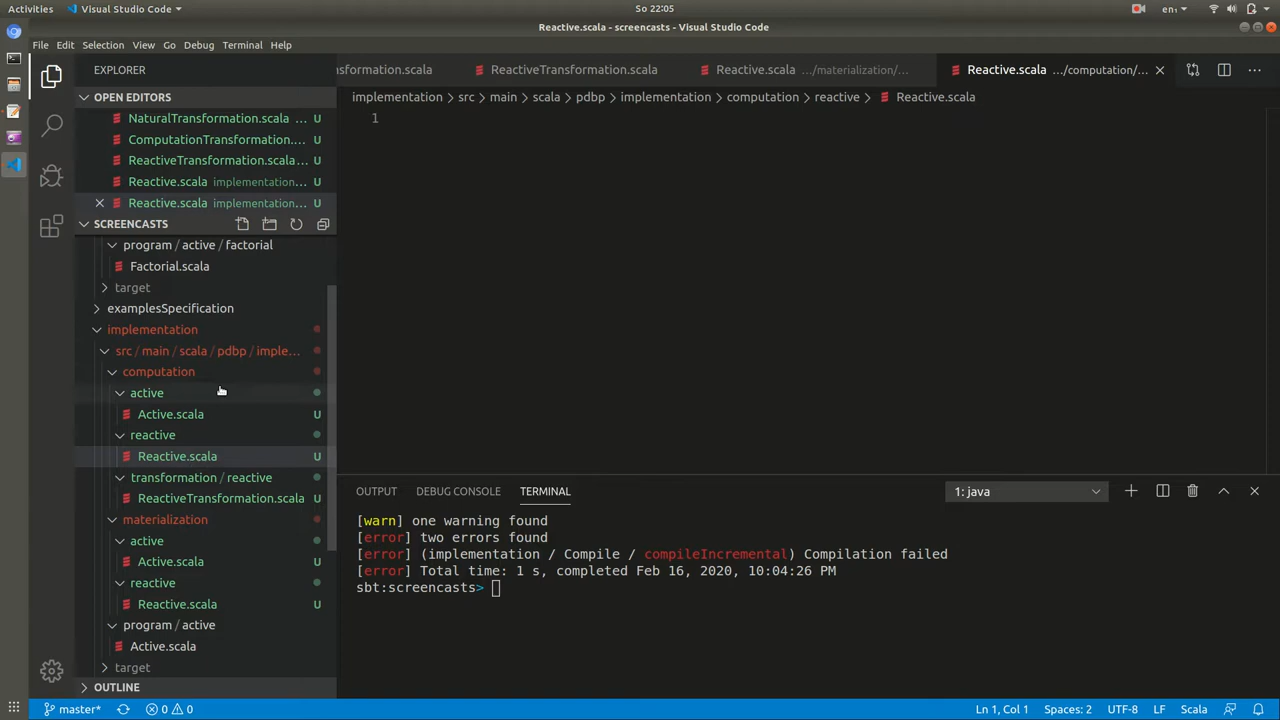 Activities
Visual Studio Code
So 22:05
en₁
Reactive.scala - screencasts - Visual Studio Code
File Edit Selection View Go Debug Terminal Help
EXPLORER
OPEN EDITORS
NaturalTransformation.scala ... U
ComputationTransformation.... U
ReactiveTransformation.scala... U
Reactive.scala implementation... U
Reactive.scala implementation... U
SCREENCASTS
program / active / factorial
Factorial.scala
target
examplesSpecification
implementation
src / main / scala / pdbp / imple...
computation
active
Active.scala U
reactive
Reactive.scala U
transformation / reactive
ReactiveTransformation.scala U
materialization
active
Active.scala U
reactive
Reactive.scala U
program / active
Active.scala
target
OUTLINE
nsformation.scala
ReactiveTransformation.scala
Reactive.scala .../materialization/...
Reactive.scala .../computation/...
implementation > src > main > scala > pdbp > implementation > computation > reactive > Reactive.scala
1
OUTPUT DEBUG CONSOLE TERMINAL
1: java
[warn] one warning found
[error] two errors found
[error] (implementation / Compile / compileIncremental) Compilation failed
[error] Total time: 1 s, completed Feb 16, 2020, 10:04:26 PM
sbt:screencasts>
master*
0 0
Ln 1, Col 1
Spaces: 2
UTF-8
LF
Scala